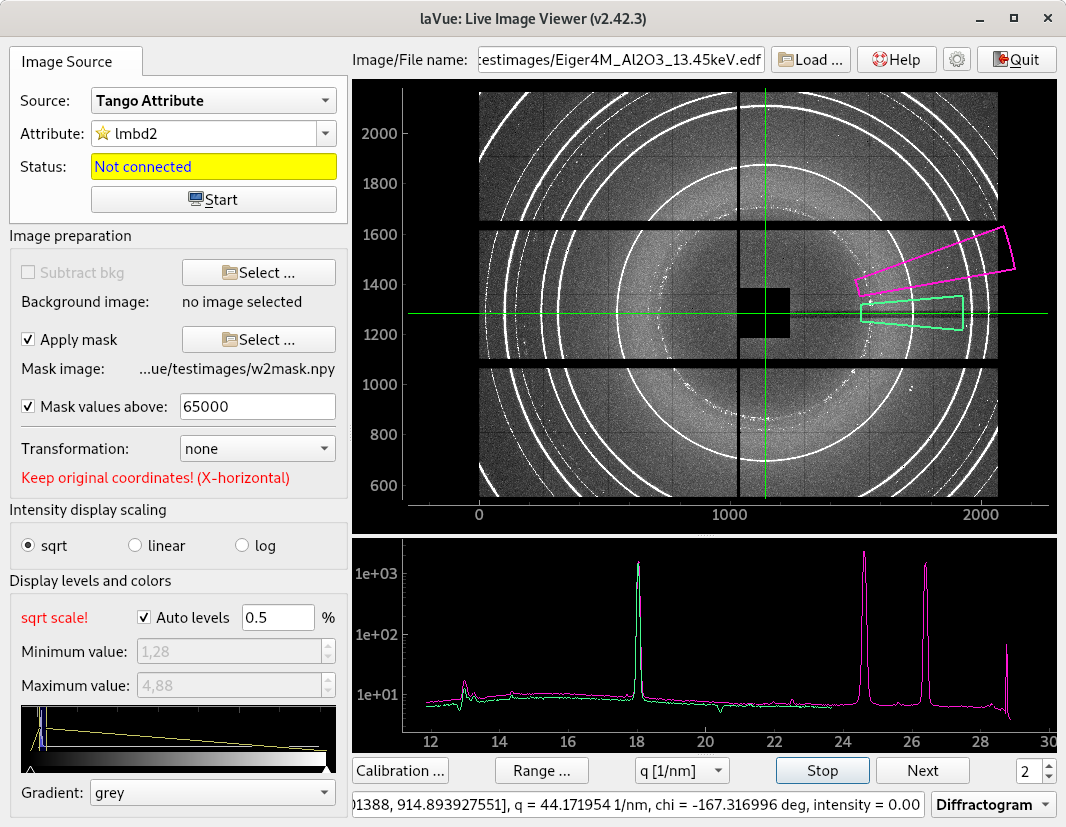 laVue: Live Image Viewer (v2.42.3)
Image Source
Source: Tango Attribute
Attribute: lmbd2
Status: Not connected
Start
Image preparation
Subtract bkg Select ...
Background image: no image selected
Apply mask Select ...
Mask image: ...ue/testimages/w2mask.npy
Mask values above: 65000
Transformation: none
Keep original coordinates! (X-horizontal)
Intensity display scaling
sqrt linear log
Display levels and colors
sqrt scale! Auto levels 0.5 %
Minimum value: 1,28
Maximum value: 4,88
Gradient: grey
Image/File name: testimages/Eiger4M_Al2O3_13.45keV.edf Load ... Help Quit
2000
1800
1600
1400
1200
1000
800
600
0 1000 2000
1e+03
1e+02
1e+01
12 14 16 18 20 22 24 26 28 30
Calibration ... Range ... q [1/nm] Stop Next 2
01388, 914.893927551], q = 44.171954 1/nm, chi = -167.316996 deg, intensity = 0.00 Diffractogram